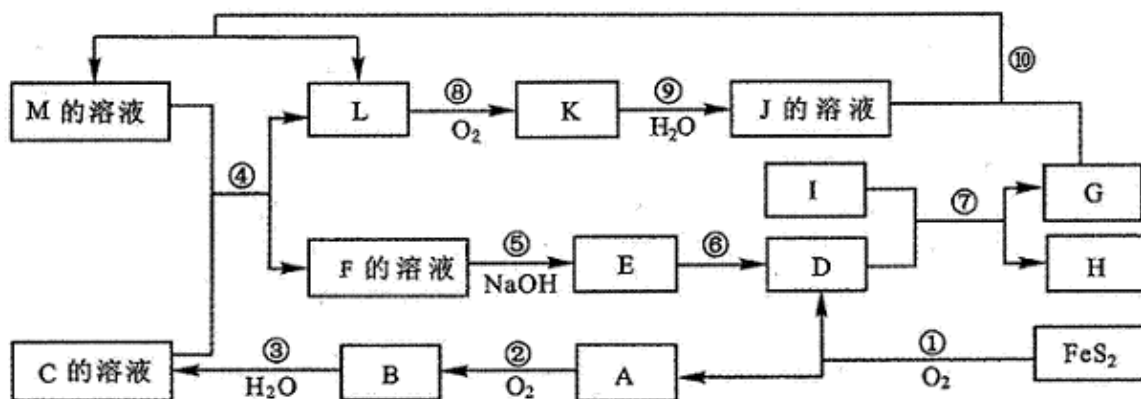 ⑩
M 的溶液
L
⑧
O₂
K
⑨
H₂O
J 的溶液
④
I
⑦
G
F 的溶液
⑤
NaOH
E
⑥
D
H
C 的溶液
③
H₂O
B
②
O₂
A
①
O₂
FeS₂